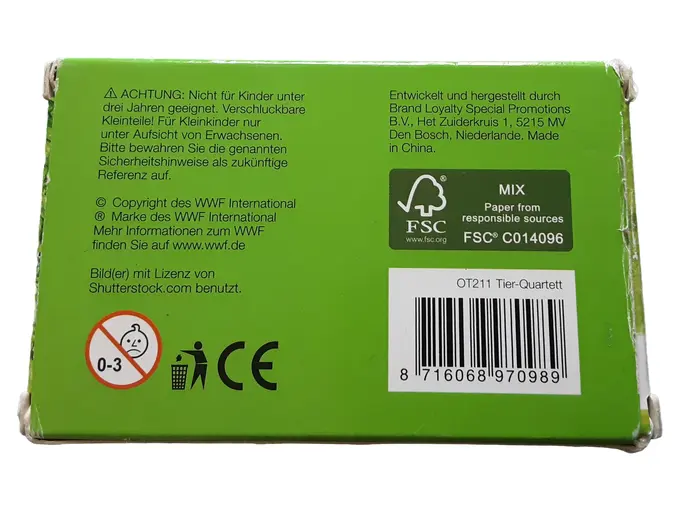 ⚠ ACHTUNG: Nicht für Kinder unter
drei Jahren geeignet. Verschluckbare
Kleinteile! Für Kleinkinder nur
unter Aufsicht von Erwachsenen.
Bitte bewahren Sie die genannten
Sicherheitshinweise als zukünftige
Referenz auf.
© Copyright des WWF International
® Marke des WWF International
Mehr Informationen zum WWF
finden Sie auf www.wwf.de
Bild(er) mit Lizenz von
Shutterstock.com benutzt.
0-3
CE
Entwickelt und hergestellt durch
Brand Loyalty Special Promotions
B.V., Het Zuiderkruis 1, 5215 MV
Den Bosch, Niederlande. Made
in China.
FSC
www.fsc.org
MIX
Paper from
responsible sources
FSC® C014096
OT211 Tier-Quartett
8 716068 970989